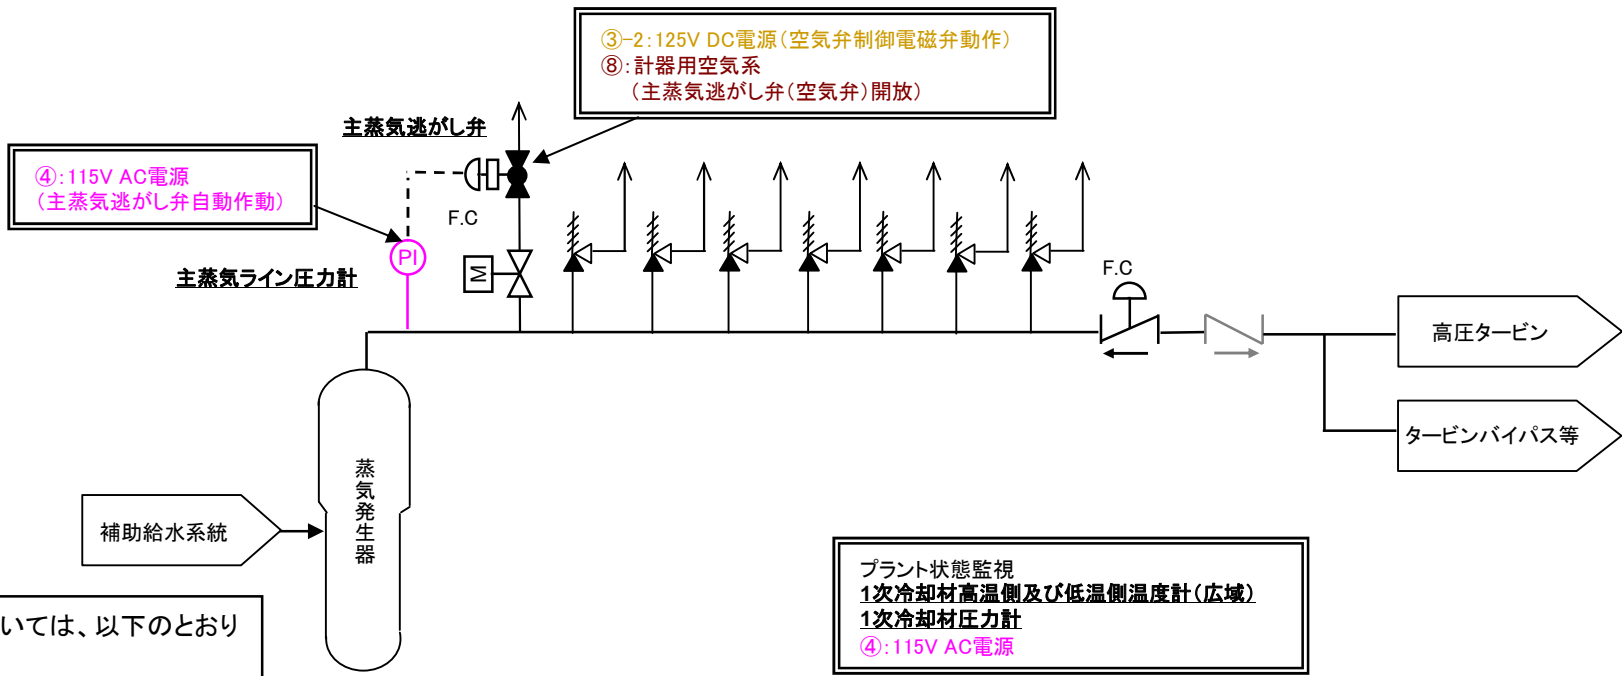 ③-2:125V DC電源(空気弁制御電磁弁動作)
⑧:計器用空気系
(主蒸気逃がし弁(空気弁)開放)
主蒸気逃がし弁
④:115V AC電源
(主蒸気逃がし弁自動作動)
F.C
PI
主蒸気ライン圧力計
M
F.C
高圧タービン
タービンバイパス等
蒸気発生器
補助給水系統
プラント状態監視
1次冷却材高温側及び低温側温度計(広域)
1次冷却材圧力計
④:115V AC電源
いては、以下のとおり